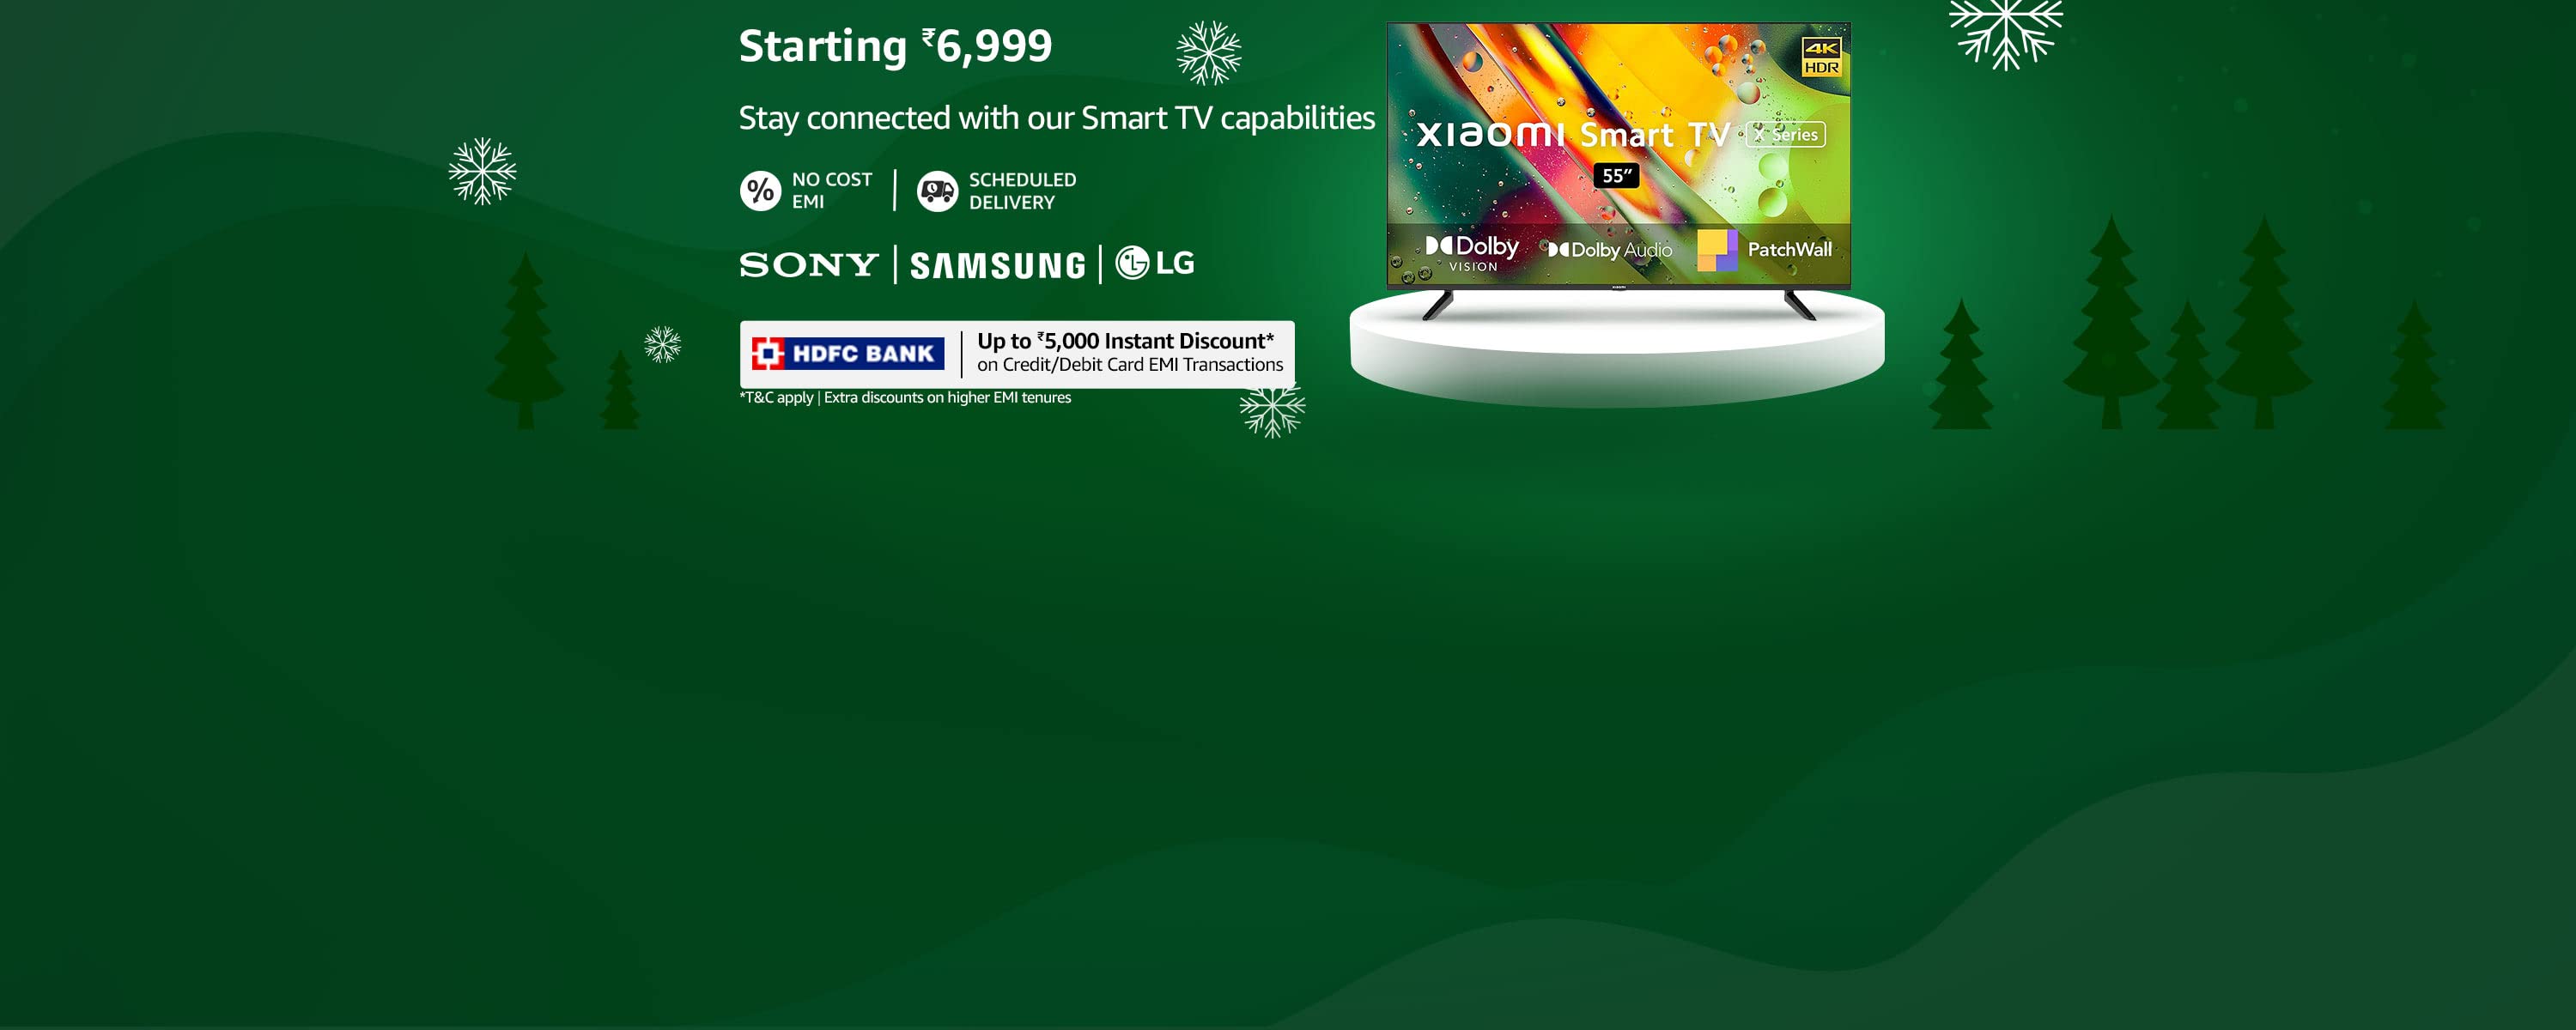 Starting ₹6,999
Stay connected with our Smart TV capabilities
% NO COST
EMI
SCHEDULED
DELIVERY
SONY | SAMSUNG | LG
HDFC BANK
Up to ₹5,000 Instant Discount*
on Credit/Debit Card EMI Transactions
*T&C apply | Extra discounts on higher EMI tenures
4K
HDR
xiaomi Smart TV X Series
55”
Dolby
VISION
Dolby Audio
PatchWall